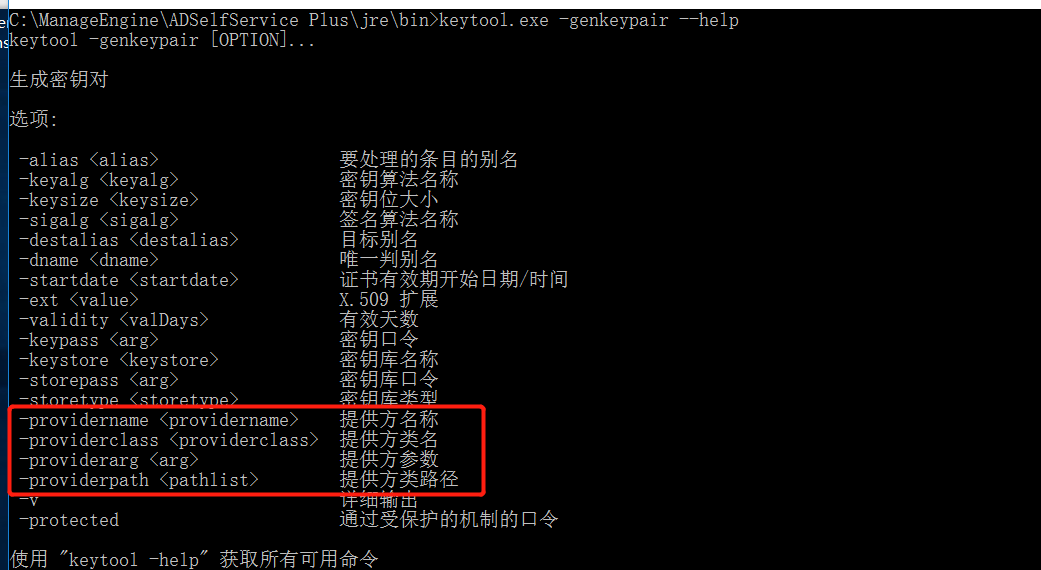 C:\ManageEngine\ADSelfService Plus\jre\bin>keytool.exe -genkeypair --help
keytool -genkeypair [OPTION]...
生成密钥对
选项:
-alias <alias> 要处理的条目的别名
-keyalg <keyalg> 密钥算法名称
-keysize <keysize> 密钥位大小
-sigalg <sigalg> 签名算法名称
-destalias <destalias> 目标别名
-dname <dname> 唯一判别名
-startdate <startdate> 证书有效期开始日期/时间
-ext <value> X.509 扩展
-validity <valDays> 有效天数
-keypass <arg> 密钥口令
-keystore <keystore> 密钥库名称
-storepass <arg> 密钥库口令
-storetype <storetype> 密钥库类型
-providername <providername> 提供方名称
-providerclass <providerclass> 提供方类名
-providerarg <arg> 提供方参数
-providerpath <pathlist> 提供方类路径
-v 详细输出
-protected 通过受保护的机制的口令
使用 "keytool -help" 获取所有可用命令